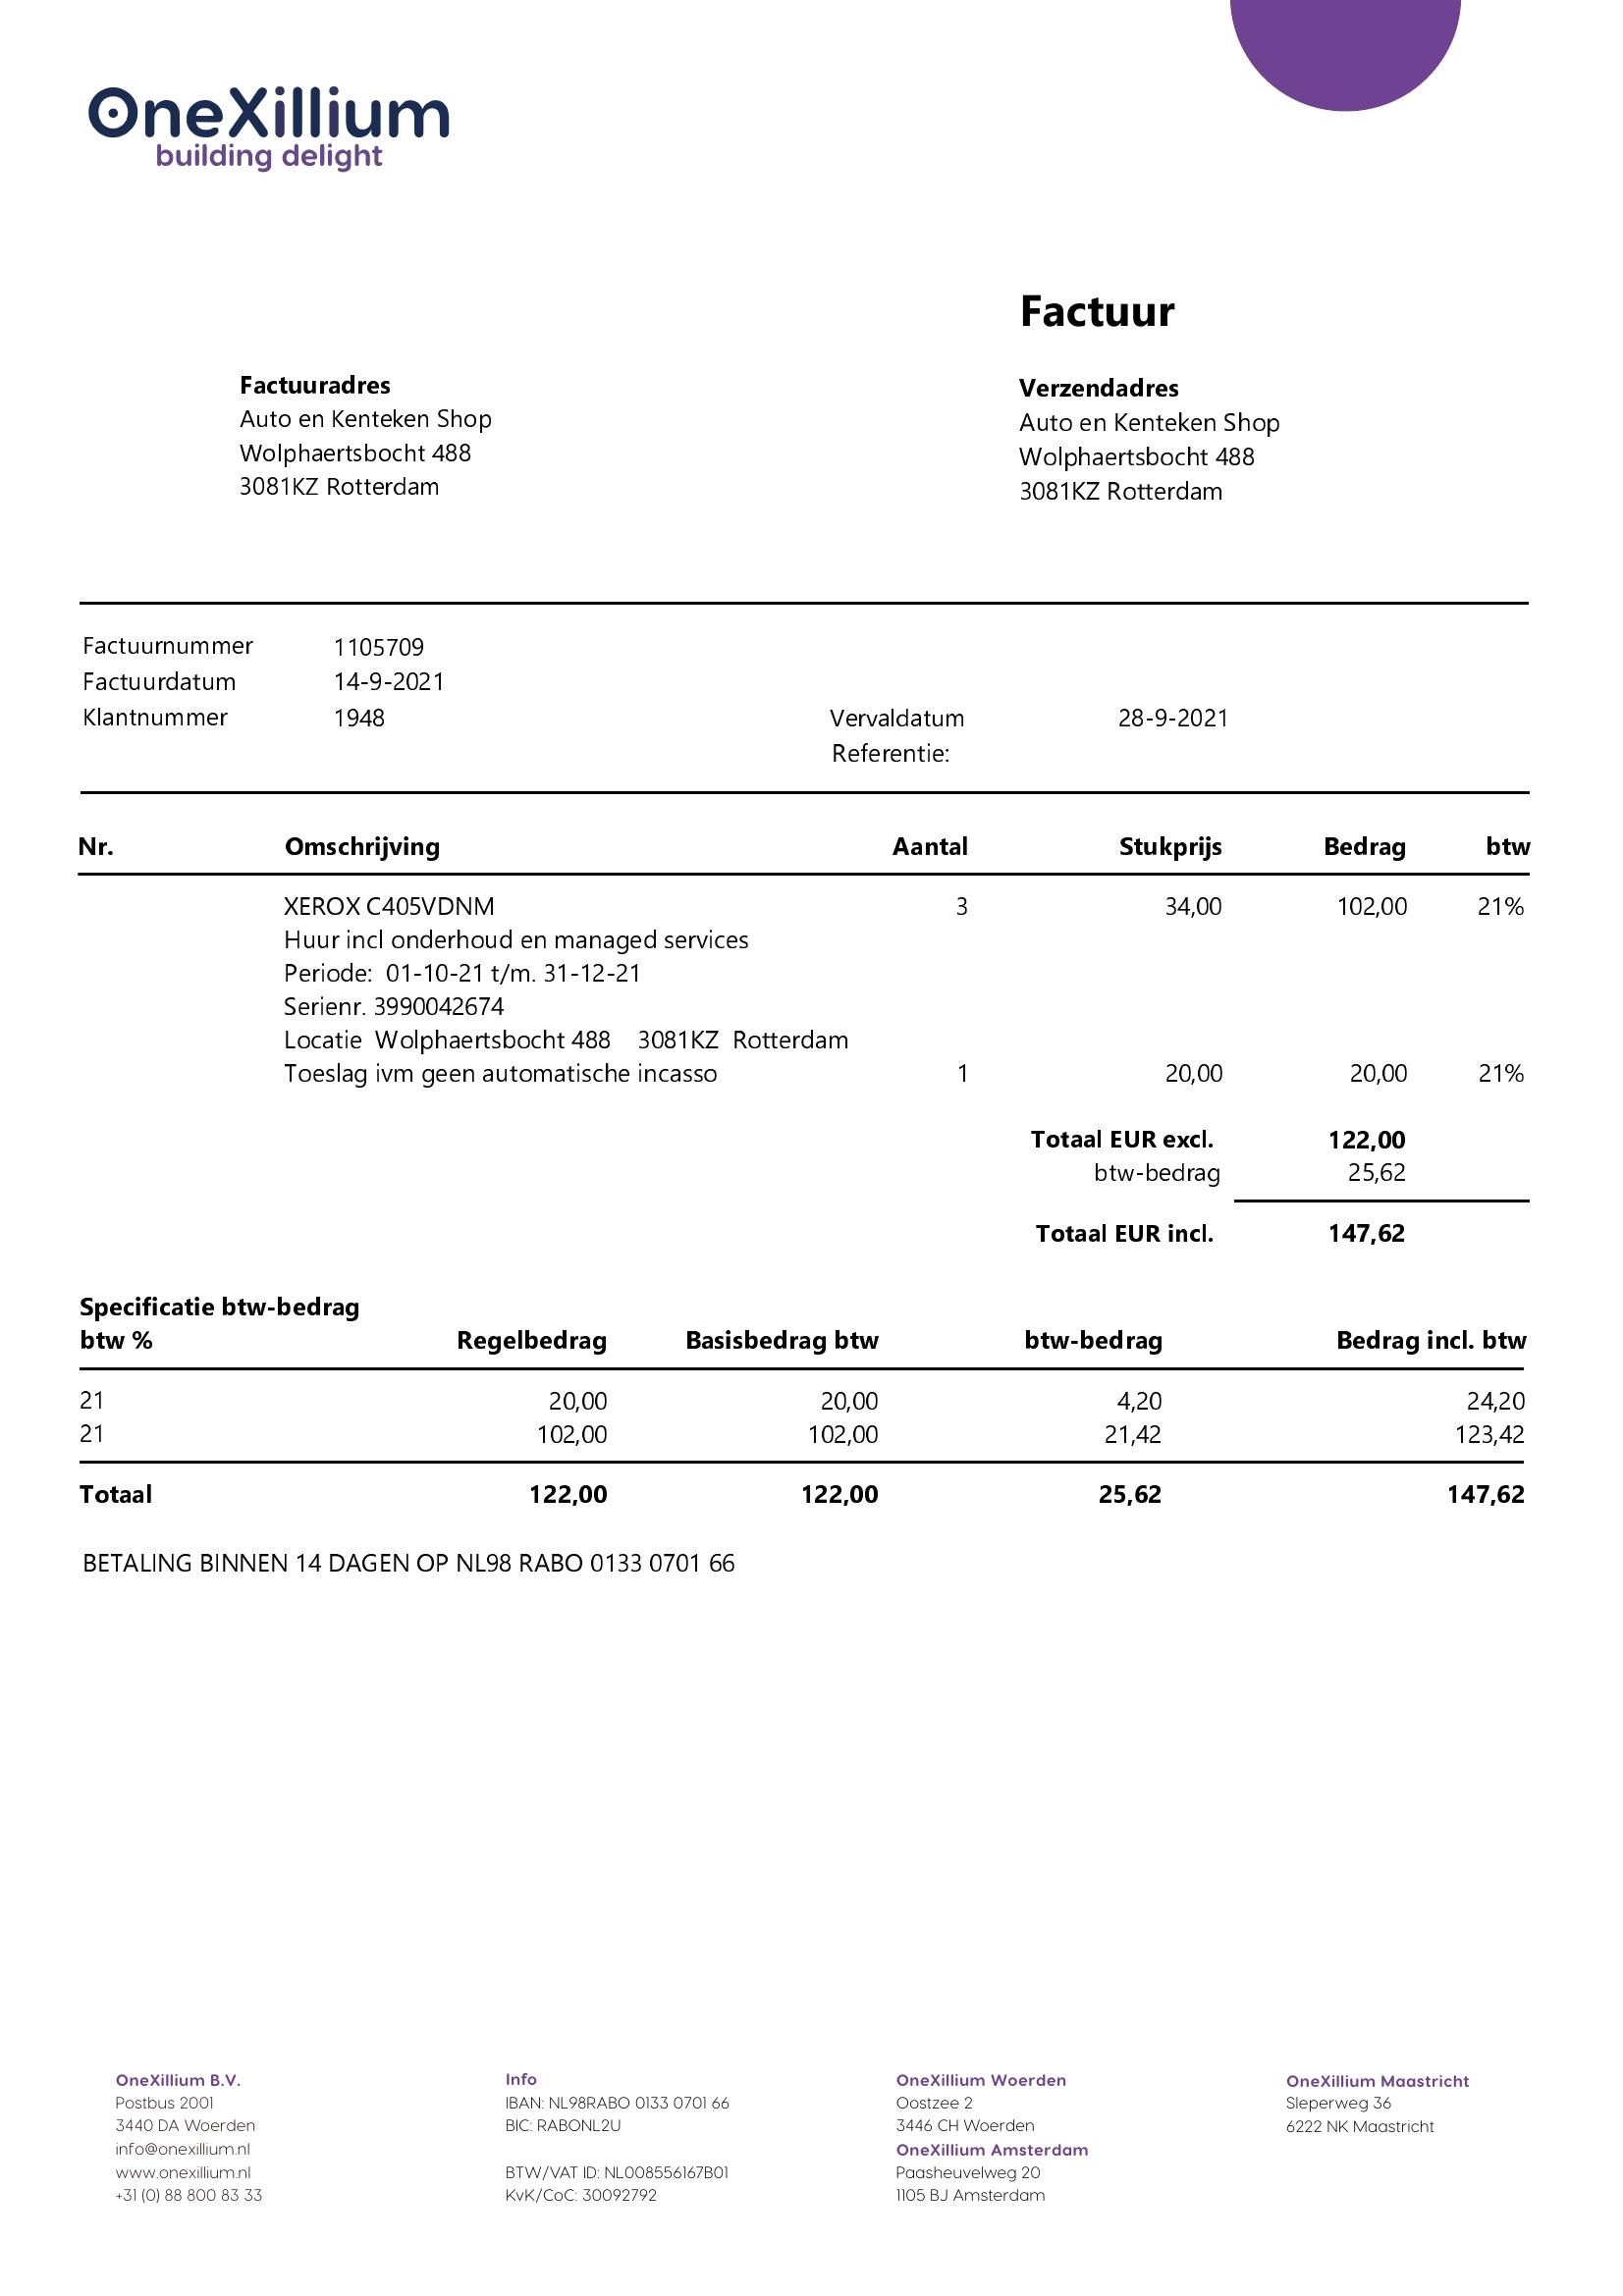 OneXillium
building delight
Factuur
Factuuradres
Auto en Kenteken Shop
Wolphaertsbocht 488
3081KZ Rotterdam
Verzendadres
Auto en Kenteken Shop
Wolphaertsbocht 488
3081KZ Rotterdam
Factuurnummer 1105709
Factuurdatum 14-9-2021
Klantnummer 1948 Vervaldatum 28-9-2021
Referentie:
Nr. Omschrijving Aantal Stukprijs Bedrag btw
XEROX C405VDNM 3 34,00 102,00 21%
Huur incl onderhoud en managed services
Periode: 01-10-21 t/m. 31-12-21
Serienr. 3990042674
Locatie Wolphaertsbocht 488 3081KZ Rotterdam
Toeslag ivm geen automatische incasso 1 20,00 20,00 21%
Totaal EUR excl. 122,00
btw-bedrag 25,62
Totaal EUR incl. 147,62
Specificatie btw-bedrag
btw % Regelbedrag Basisbedrag btw btw-bedrag Bedrag incl. btw
21 20,00 20,00 4,20 24,20
21 102,00 102,00 21,42 123,42
Totaal 122,00 122,00 25,62 147,62
BETALING BINNEN 14 DAGEN OP NL98 RABO 0133 0701 66
OneXillium B.V.
Postbus 2001
3440 DA Woerden
info@onexillium.nl
www.onexillium.nl
+31 (0) 88 800 83 33
Info
IBAN: NL98RABO 0133 0701 66
BIC: RABONL2U
BTW/VAT ID: NL008556167B01
KvK/CoC: 30092792
OneXillium Woerden
Oostzee 2
3446 CH Woerden
OneXillium Amsterdam
Paasheuvelweg 20
1105 BJ Amsterdam
OneXillium Maastricht
Sleperweg 36
6222 NK Maastricht